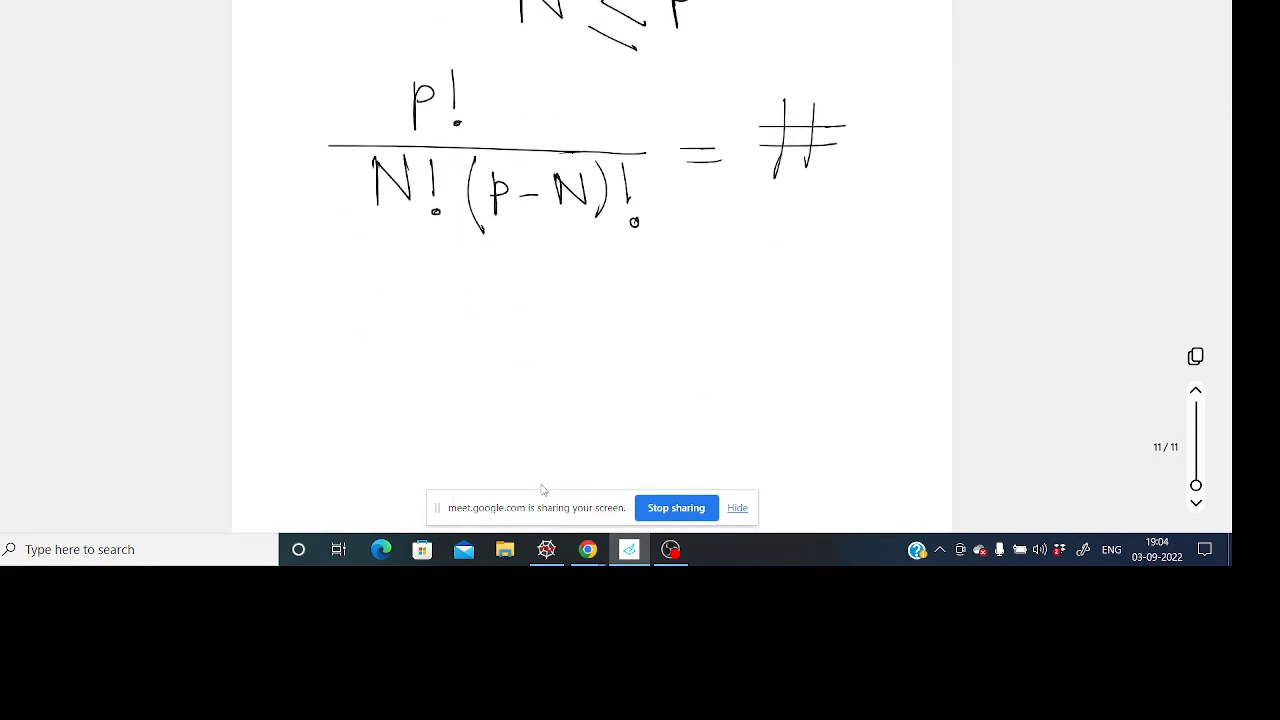 N ≤ p
p!
N! (p - N)! = #
11 / 11
meet.google.com is sharing your screen. Stop sharing Hide
Type here to search
ENG
19:04
03-09-2022